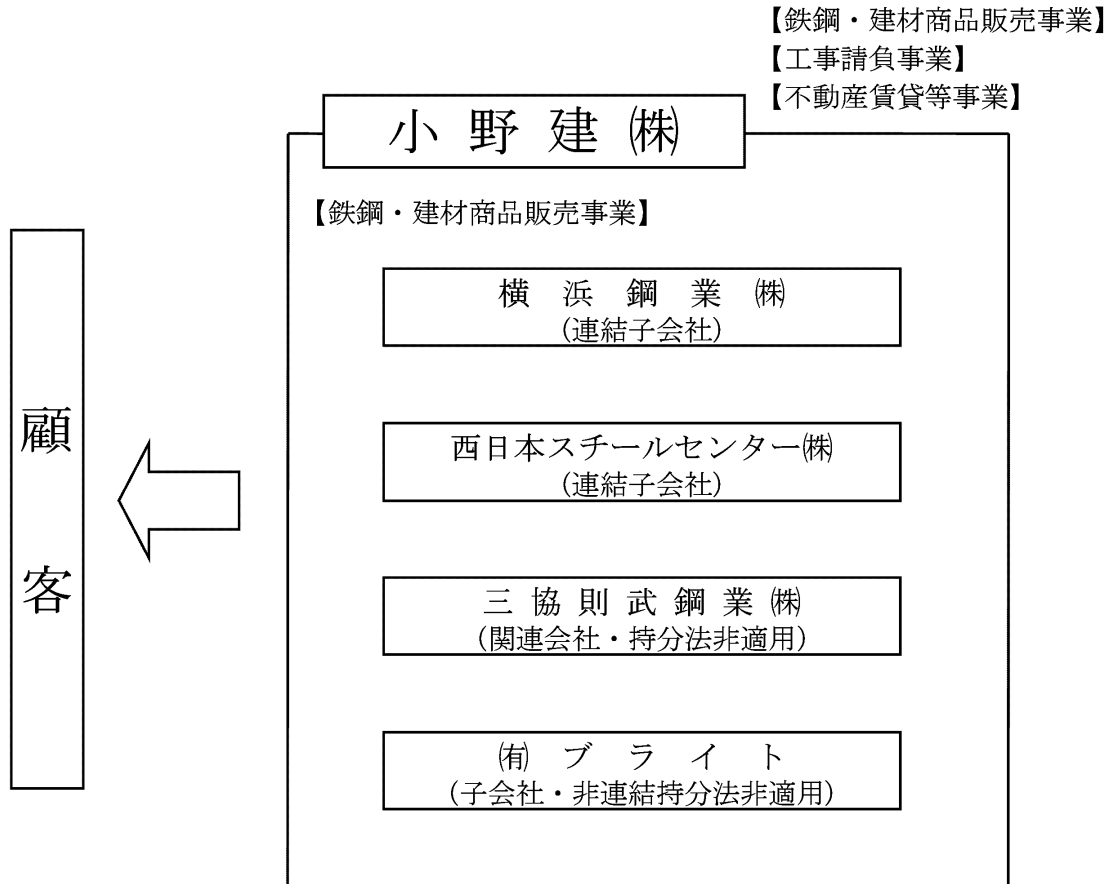 【鉄鋼・建材商品販売事業】
【工事請負事業】
【不動産賃貸等事業】
小野建㈱
【鉄鋼・建材商品販売事業】
横浜鋼業㈱
(連結子会社)
西日本スチールセンター㈱
(連結子会社)
三協則武鋼業㈱
(関連会社・持分法非適用)
㈲ブライト
(子会社・非連結持分法非適用)
顧客